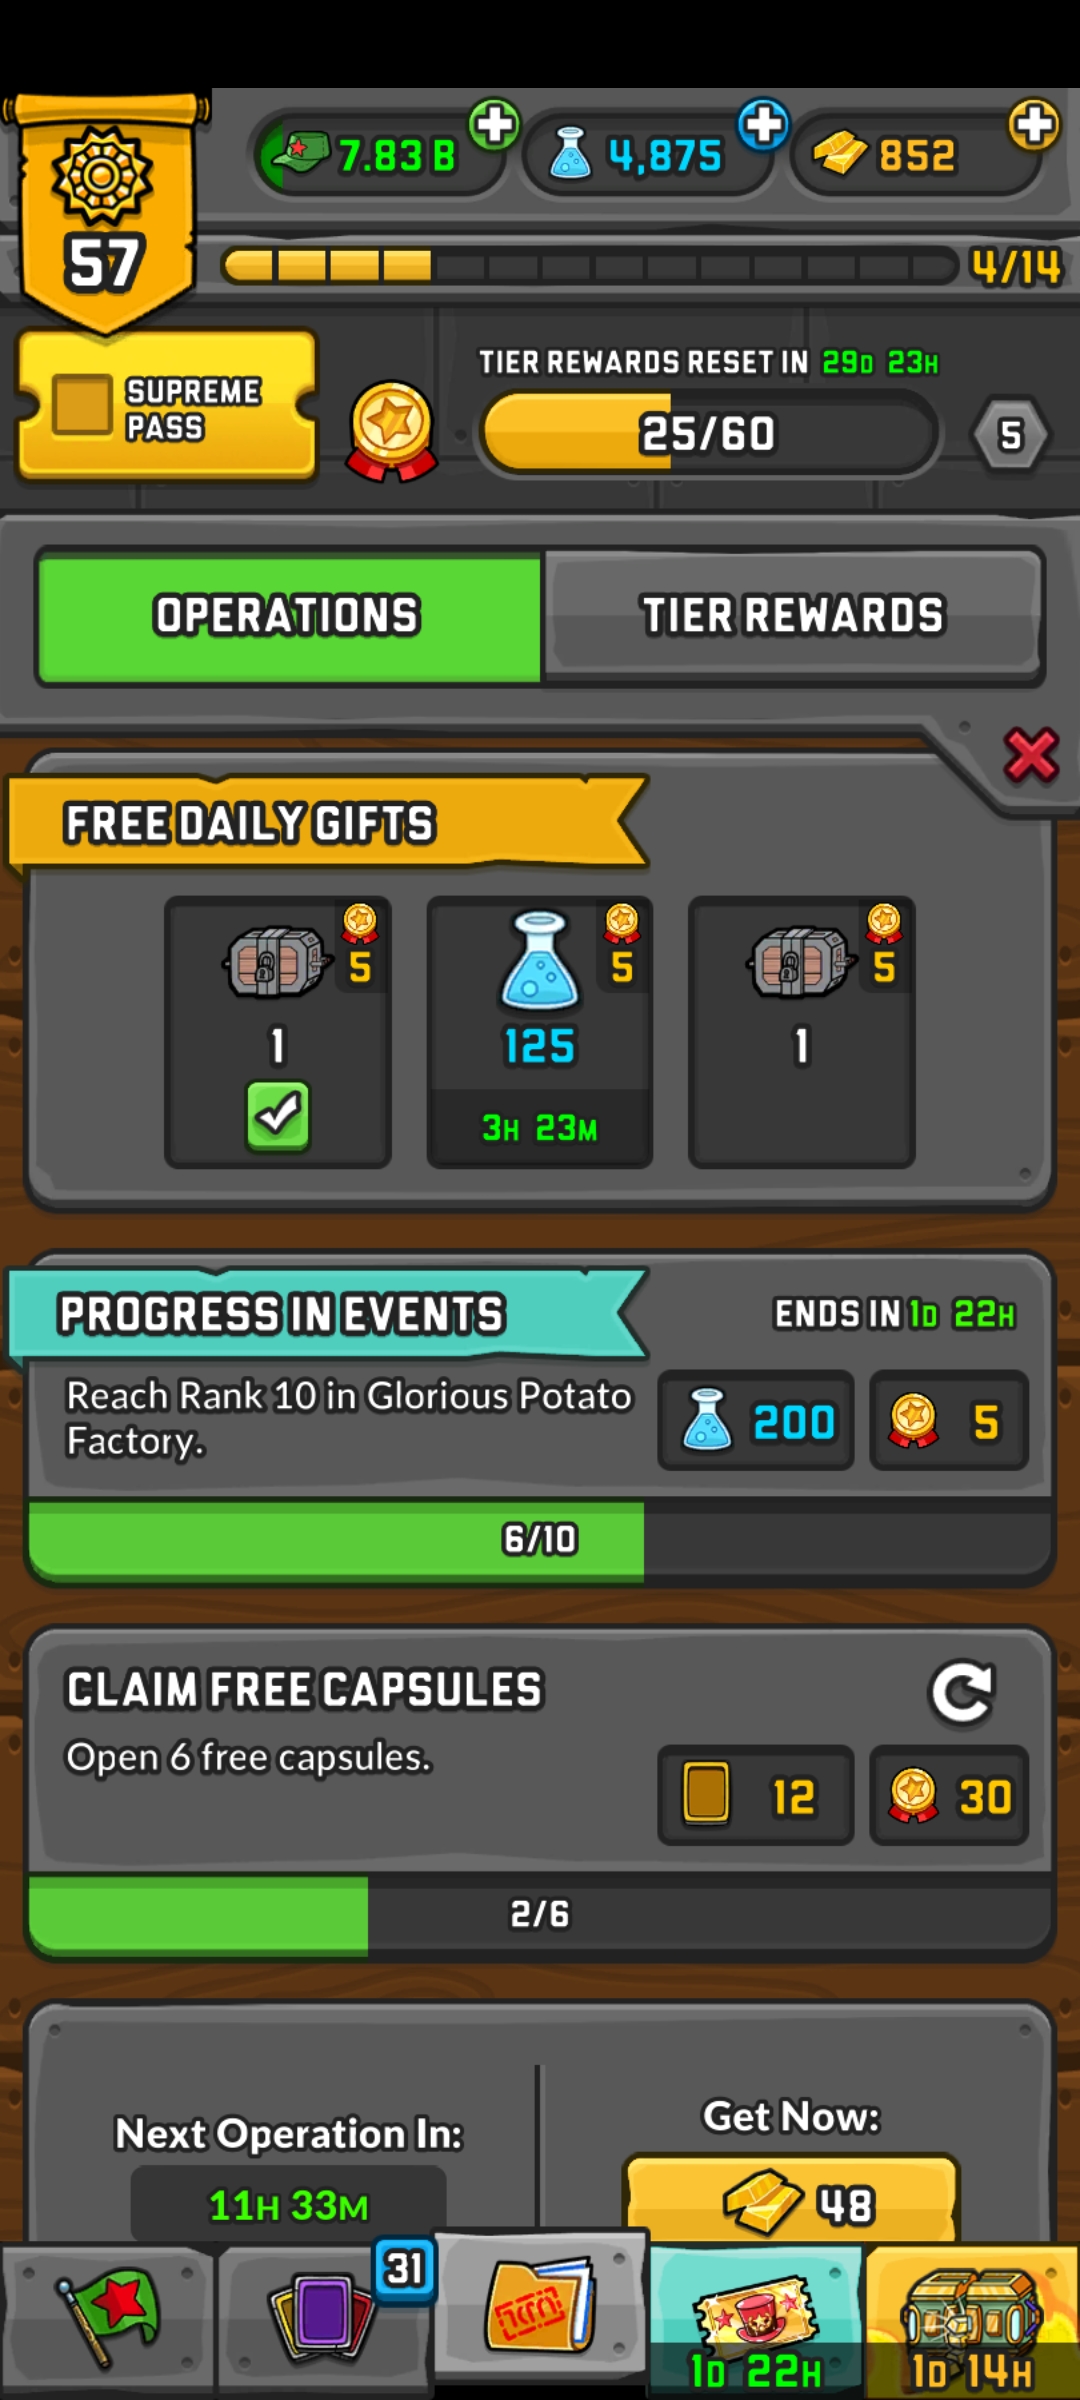 7.83 B
4,875
852
57
4/14
SUPREME
PASS
TIER REWARDS RESET IN 29D 23H
25/60
5
OPERATIONS
TIER REWARDS
FREE DAILY GIFTS
5
5
5
1
125
1
3H 23M
PROGRESS IN EVENTS
ENDS IN 1D 22H
Reach Rank 10 in Glorious Potato
Factory.
200
5
6/10
CLAIM FREE CAPSULES
Open 6 free capsules.
12
30
2/6
Next Operation In:
11H 33M
Get Now:
48
31
1D 22H
1D 14H